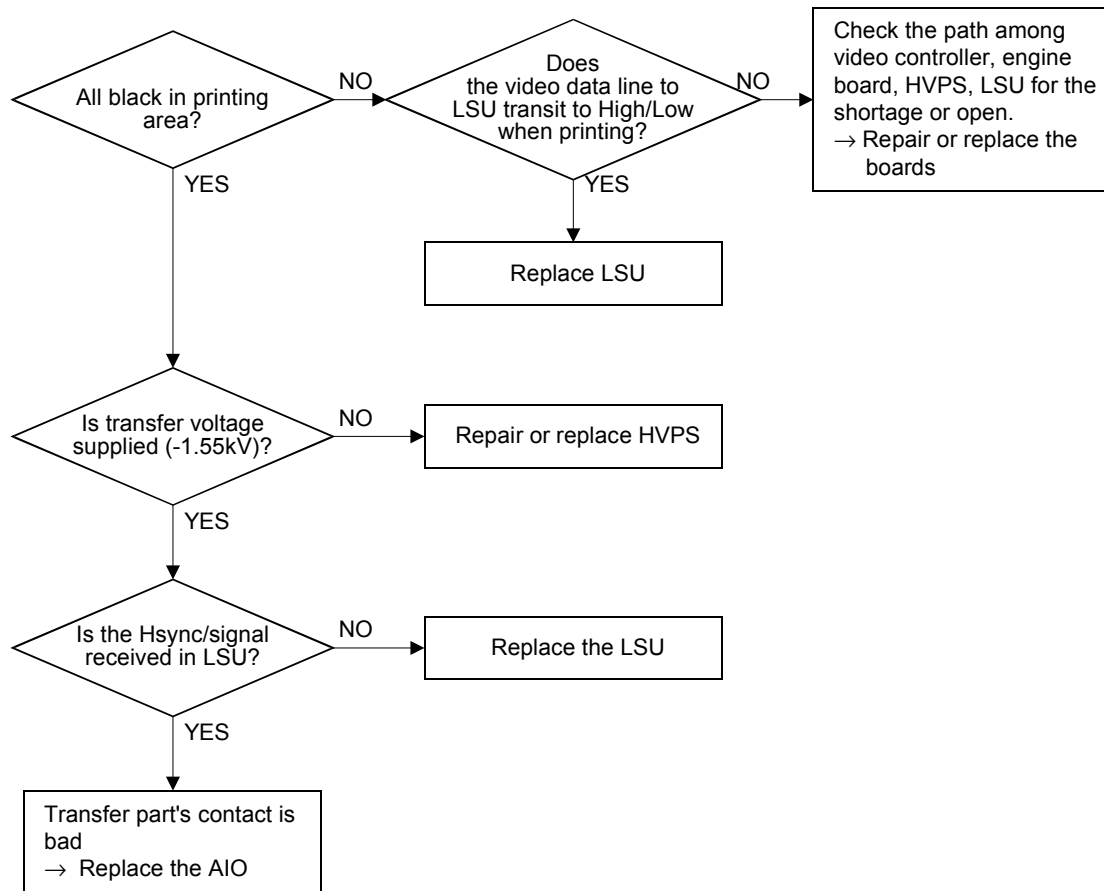 All black in printing
area?
NO
YES
Does
the video data line to
LSU transit to High/Low
when printing?
NO
YES
Check the path among
video controller, engine
board, HVPS, LSU for the
shortage or open.
→ Repair or replace the
boards
Replace LSU
Is transfer voltage
supplied (-1.55kV)?
NO
YES
Repair or replace HVPS
Is the Hsync/signal
received in LSU?
NO
YES
Replace the LSU
Transfer part's contact is
bad
→ Replace the AIO